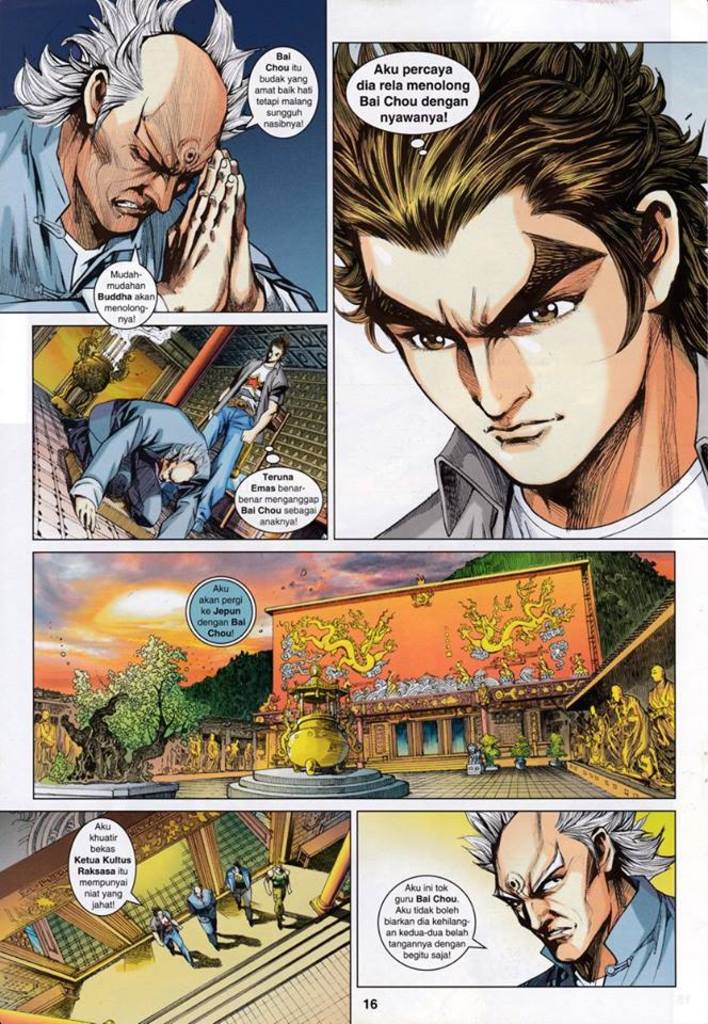 Bai
Chou itu
budak yang
amat baik hati
tetapi malang
sungguh
nasibnya!
Mudah-
mudahan
Buddha akan
menolong-
nya!
Aku percaya
dia rela menolong
Bai Chou dengan
nyawanya!
Teruna
Emas benar-
benar menganggap
Bai Chou sebagai
anaknya!
Aku
akan pergi
ke Jepun
dengan Bai
Chou!
Aku
khuatir
bekas
Ketua Kultus
Raksasa itu
mempunyai
niat yang
jahat!
Aku ini tok
guru Bai Chou.
Aku tidak boleh
biarkan dia kehilang-
an kedua-dua belah
tangannya dengan
begitu saja!
16